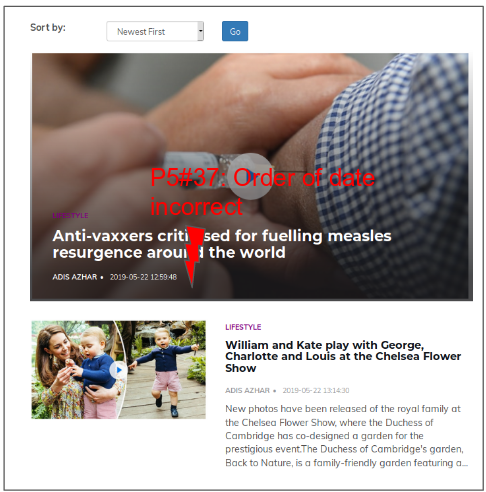 Sort by:
Newest First
Go
P5#37. Order of date
incorrect
LIFESTYLE
Anti-vaxxers criticised for fuelling measles
resurgence around the world
ADIS AZHAR • 2019-05-22 12:59:48
LIFESTYLE
William and Kate play with George,
Charlotte and Louis at the Chelsea Flower
Show
ADIS AZHAR • 2019-05-22 13:14:30
New photos have been released of the royal family at
the Chelsea Flower Show, where the Duchess of
Cambridge has co-designed a garden for the
prestigious event.The Duchess of Cambridge's garden,
Back to Nature, is a family-friendly garden featuring a...